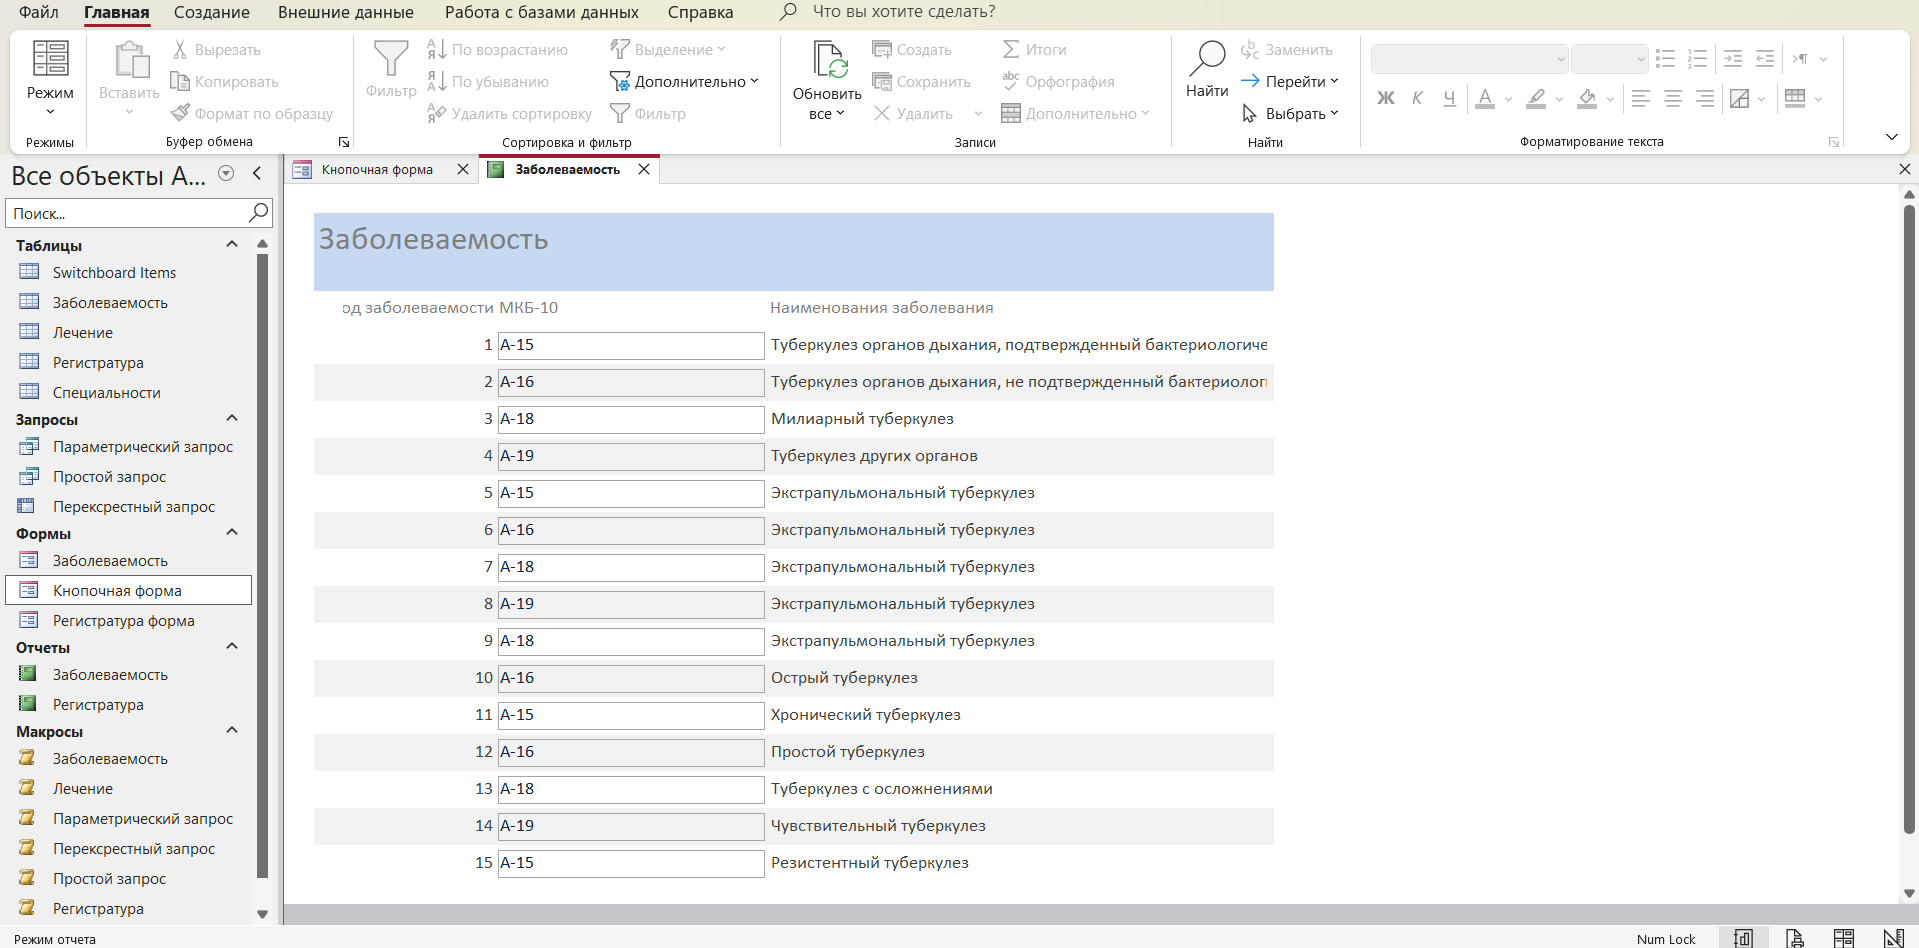 Файл Главная Создание Внешние данные Работа с базами данных Справка Что вы хотите сделать?
Режим
Режимы
Вставить
Вырезать
Копировать
Формат по образцу
Буфер обмена
Фильтр
По возрастанию
По убыванию
Удалить сортировку
Выделение
Дополнительно
Фильтр
Сортировка и фильтр
Обновить
все
Создать
Сохранить
Удалить
Итоги
Орфография
Дополнительно
Записи
Найти
Заменить
Перейти
Выбрать
Найти
Ж К Ч А
Форматирование текста
Все объекты A...
Поиск...
Таблицы
Switchboard Items
Заболеваемость
Лечение
Регистратура
Специальности
Запросы
Параметрический запрос
Простой запрос
Перексрестный запрос
Формы
Заболеваемость
Кнопочная форма
Регистратура форма
Отчеты
Заболеваемость
Регистратура
Макросы
Заболеваемость
Лечение
Параметрический запрос
Перексрестный запрос
Простой запрос
Регистратура
Кнопочная форма Заболеваемость
Заболеваемость
од заболеваемости МКБ-10 Наименования заболевания
1 А-15 Туберкулез органов дыхания, подтвержденный бактериологиче
2 А-16 Туберкулез органов дыхания, не подтвержденный бактериолог
3 А-18 Милиарный туберкулез
4 А-19 Туберкулез других органов
5 А-15 Экстрапульмональный туберкулез
6 А-16 Экстрапульмональный туберкулез
7 А-18 Экстрапульмональный туберкулез
8 А-19 Экстрапульмональный туберкулез
9 А-18 Экстрапульмональный туберкулез
10 А-16 Острый туберкулез
11 А-15 Хронический туберкулез
12 А-16 Простой туберкулез
13 А-18 Туберкулез с осложнениями
14 А-19 Чувствительный туберкулез
15 А-15 Резистентный туберкулез
Режим отчета Num Lock